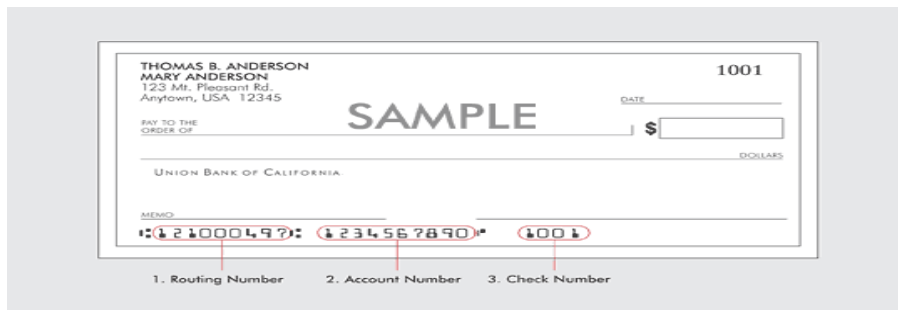 THOMAS B. ANDERSON
MARY ANDERSON
123 Mt. Pleasant Rd.
Anytown, USA 12345
1001
SAMPLE
DATE
PAY TO THE
ORDER OF
$
DOLLARS
UNION BANK OF CALIFORNIA
MEMO
⑆121000497⑆ 1234567890⑈ 1001
1. Routing Number 2. Account Number 3. Check Number